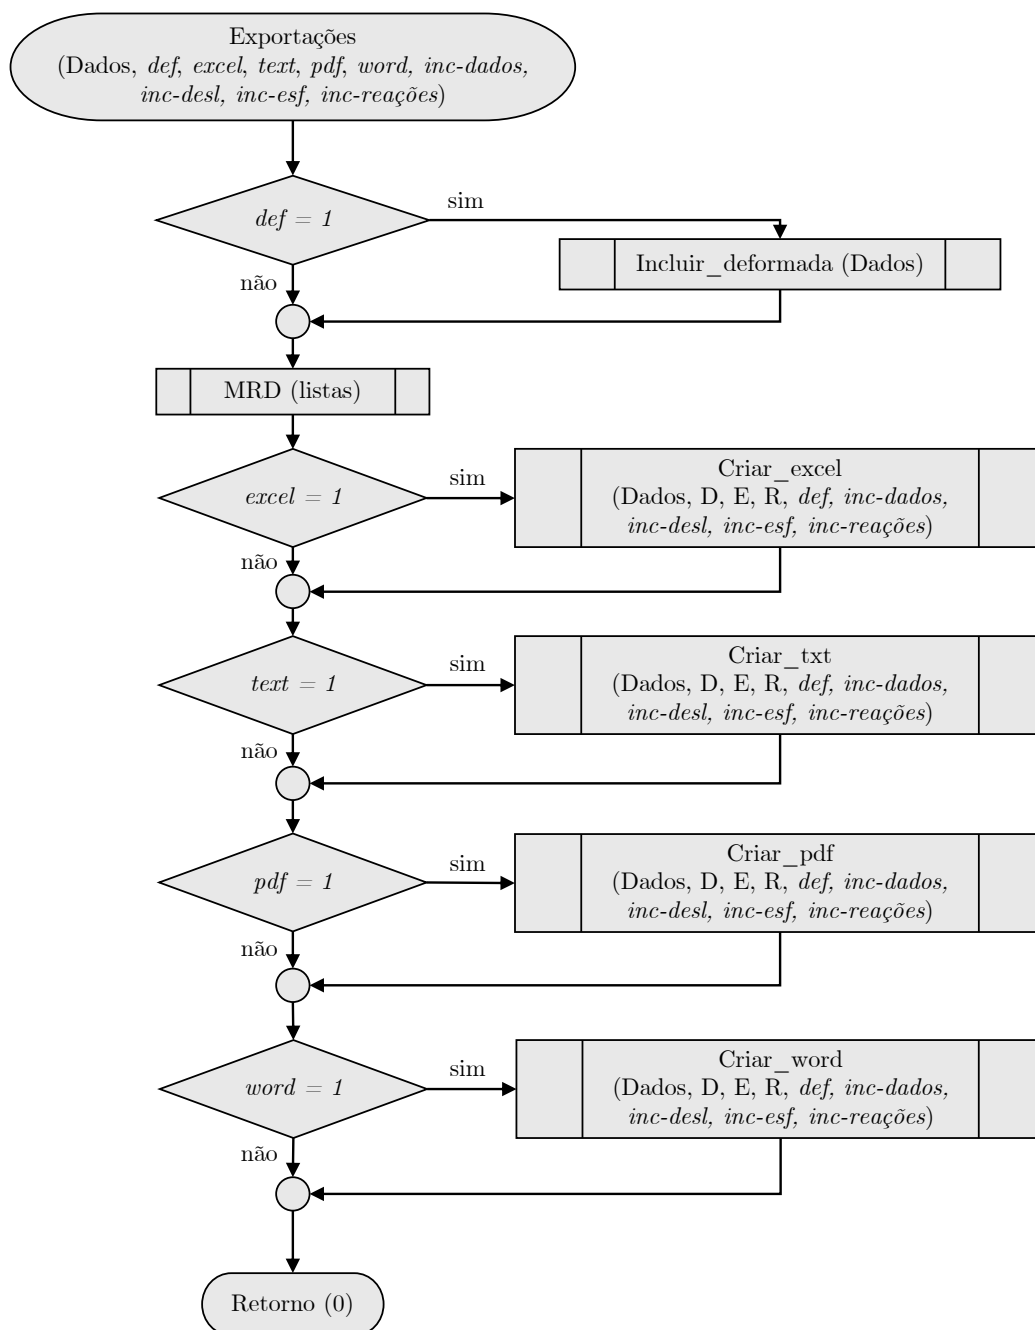 Exportações
(Dados, def, excel, text, pdf, word, inc-dados,
inc-desl, inc-esf, inc-reações)
def = 1
sim
Incluir_deformada (Dados)
não
MRD (listas)
excel = 1
sim
Criar_excel
(Dados, D, E, R, def, inc-dados,
inc-desl, inc-esf, inc-reações)
não
text = 1
sim
Criar_txt
(Dados, D, E, R, def, inc-dados,
inc-desl, inc-esf, inc-reações)
não
pdf = 1
sim
Criar_pdf
(Dados, D, E, R, def, inc-dados,
inc-desl, inc-esf, inc-reações)
não
word = 1
sim
Criar_word
(Dados, D, E, R, def, inc-dados,
inc-desl, inc-esf, inc-reações)
não
Retorno (0)